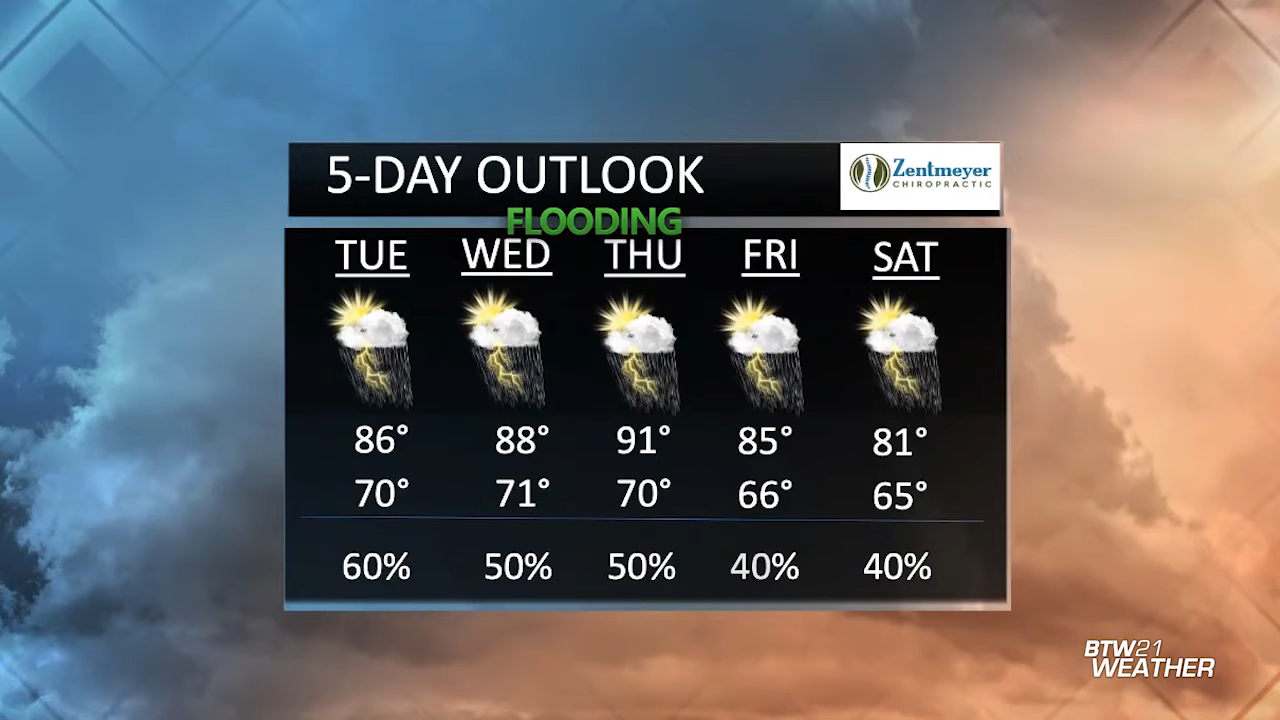 5-DAY OUTLOOK
Zentmeyer
CHIROPRACTIC
FLOODING
TUE WED THU FRI SAT
86° 88° 91° 85° 81°
70° 71° 70° 66° 65°
60% 50% 50% 40% 40%
BTW21
WEATHER